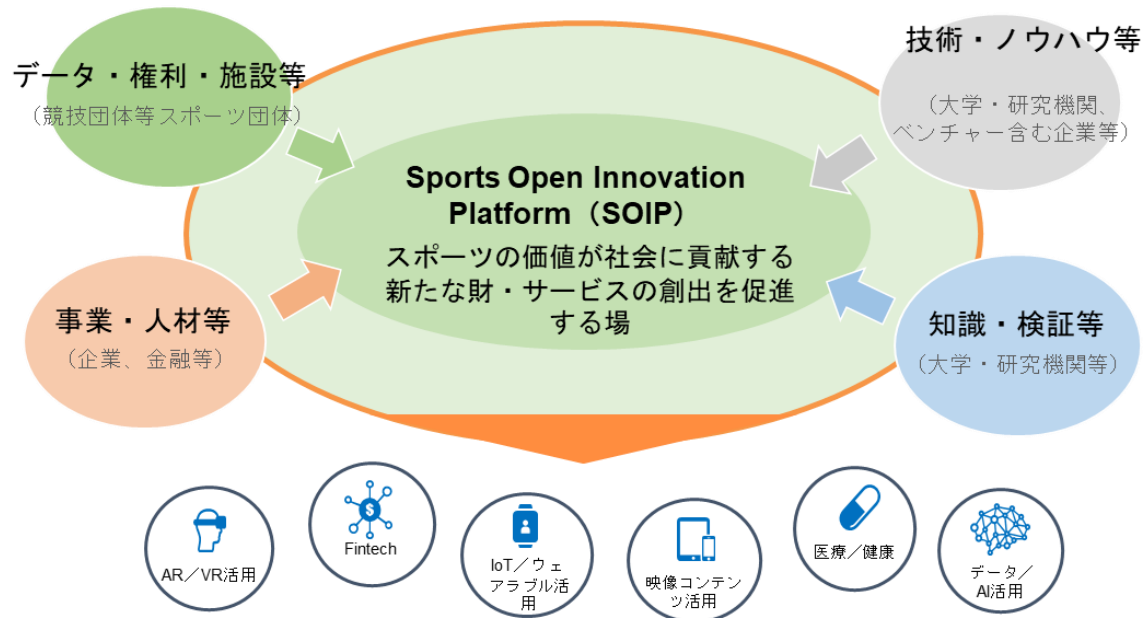 データ・権利・施設等
（競技団体等スポーツ団体）
技術・ノウハウ等
（大学・研究機関、
ベンチャー含む企業等）
Sports Open Innovation
Platform（SOIP）
スポーツの価値が社会に貢献する
新たな財・サービスの創出を促進
する場
事業・人材等
（企業、金融等）
知識・検証等
（大学・研究機関等）
AR／VR活用
$
Fintech
IoT／ウェ
アラブル活
用
映像コンテン
ツ活用
医療／健康
データ／
AI活用